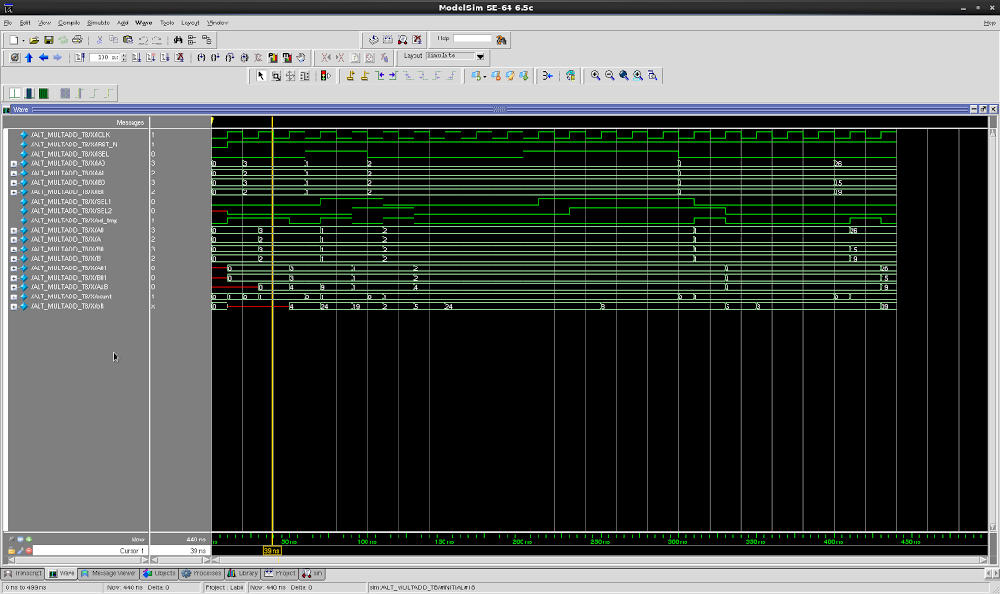 ModelSim SE-64 6.5c
File Edit View Compile Simulate Add Wave Tools Layout Window Help
Help
100 ns Layout Simulate
Wave
Messages
/ALT_MULTADD_TB/X/iCLK 1
/ALT_MULTADD_TB/X/iRST_N 1
/ALT_MULTADD_TB/X/iSEL 0
/ALT_MULTADD_TB/X/iA0 3 0 3 1 2 1 26
/ALT_MULTADD_TB/X/iA1 2 0 2 1 2 1
/ALT_MULTADD_TB/X/iB0 3 0 3 1 2 1 15
/ALT_MULTADD_TB/X/iB1 2 0 2 1 2 1 19
/ALT_MULTADD_TB/X/SEL1 0
/ALT_MULTADD_TB/X/SEL2 0
/ALT_MULTADD_TB/X/sel_tmp 1
/ALT_MULTADD_TB/X/A0 3 0 3 1 2 1 26
/ALT_MULTADD_TB/X/A1 2 0 2 1 2 1
/ALT_MULTADD_TB/X/B0 3 0 3 1 2 1 15
/ALT_MULTADD_TB/X/B1 2 0 2 1 2 1 19
/ALT_MULTADD_TB/X/A01 0 0 3 1 2 1 26
/ALT_MULTADD_TB/X/B01 0 0 3 1 2 1 15
/ALT_MULTADD_TB/X/AxB 0 0 4 9 1 4 1 19
/ALT_MULTADD_TB/X/count 1 0 1 0 1 0 1 0 1 0 1 0 1
/ALT_MULTADD_TB/X/oR x 0 4 24 19 2 5 24 8 5 3 39
Now 440 ns ns 50 ns 100 ns 150 ns 200 ns 250 ns 300 ns 350 ns 400 ns 450 ns
Cursor 1 39 ns 39 ns
Transcript Wave Message Viewer Objects Processes Library Project sim
0 ns to 499 ns Now: 440 ns Delta: 0 Project : Lab8 Now: 440 ns Delta: 0 sim:/ALT_MULTADD_TB/#INITIAL#18